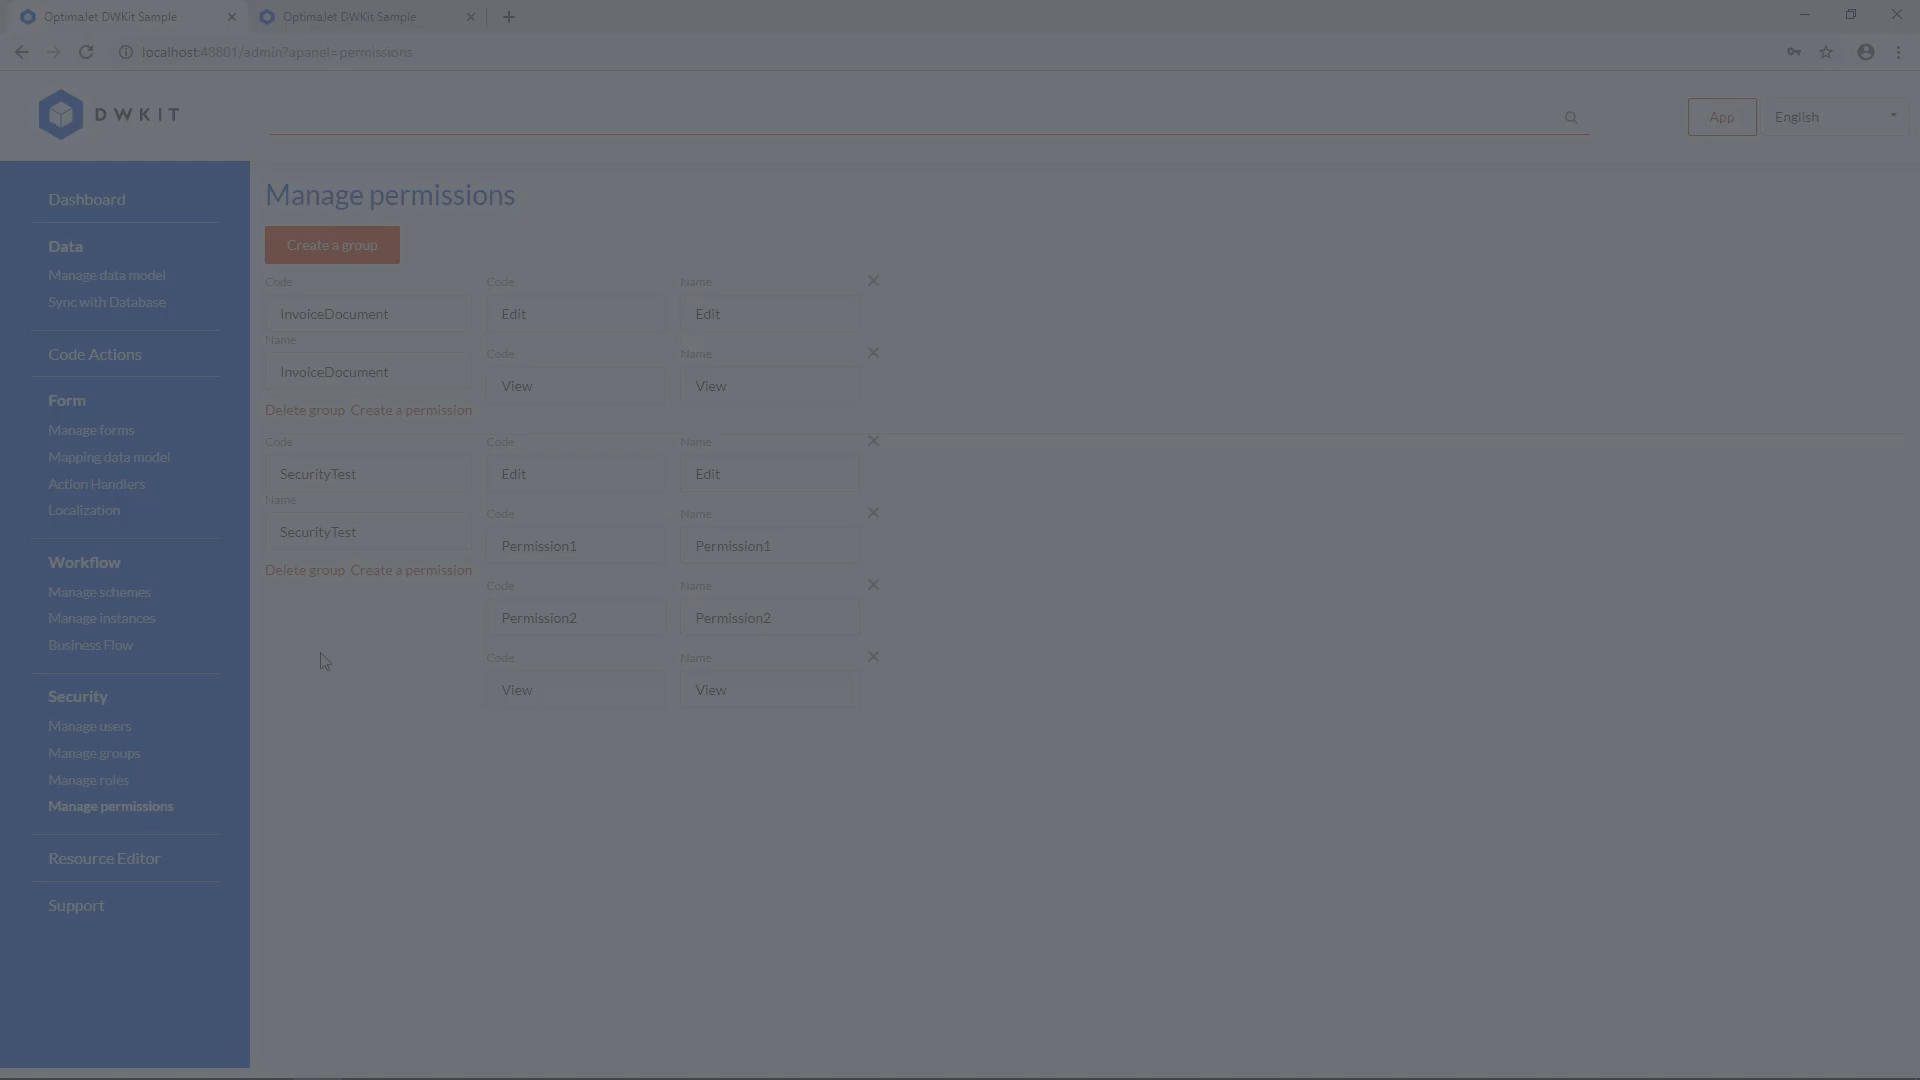 OptimaJet DWKit Sample
OptimaJet DWKit Sample
localhost:48801/admin?apanel=permissions
DWKIT
App
English
Dashboard
Data
Manage data model
Sync with Database
Code Actions
Form
Manage forms
Mapping data model
Action Handlers
Localization
Workflow
Manage schemes
Manage instances
Business Flow
Security
Manage users
Manage groups
Manage roles
Manage permissions
Resource Editor
Support
Manage permissions
Create a group
Code
InvoiceDocument
Name
InvoiceDocument
Delete group Create a permission
Code Name
Edit Edit
Code Name
View View
Code
SecurityTest
Name
SecurityTest
Delete group Create a permission
Code Name
Edit Edit
Code Name
Permission1 Permission1
Code Name
Permission2 Permission2
Code Name
View View